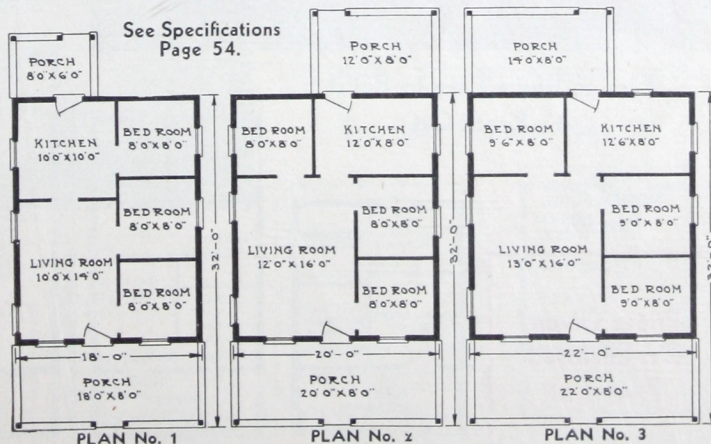 See Specifications
Page 54.
PORCH
8'0"X6'0"
KITCHEN
10'0"X10'0"
BED ROOM
8'0"X8'0"
BED ROOM
8'0"X8'0"
LIVING ROOM
10'0"X14'0"
BED ROOM
8'0"X8'0"
32'-0"
18'-0"
PORCH
18'0"X8'0"
PLAN No. 1
PORCH
12'0"X8'0"
BED ROOM
8'0"X8'0"
KITCHEN
12'0"X8'0"
BED ROOM
8'0"X8'0"
LIVING ROOM
12'0"X16'0"
BED ROOM
8'0"X8'0"
32'-0"
20'-0"
PORCH
20'0"X8'0"
PLAN No. 2
PORCH
14'0"X8'0"
BED ROOM
9'6"X8'0"
KITCHEN
12'6"X8'0"
BED ROOM
9'0"X8'0"
LIVING ROOM
13'0"X16'0"
BED ROOM
9'0"X8'0"
32'-0"
22'-0"
PORCH
22'0"X8'0"
PLAN No. 3